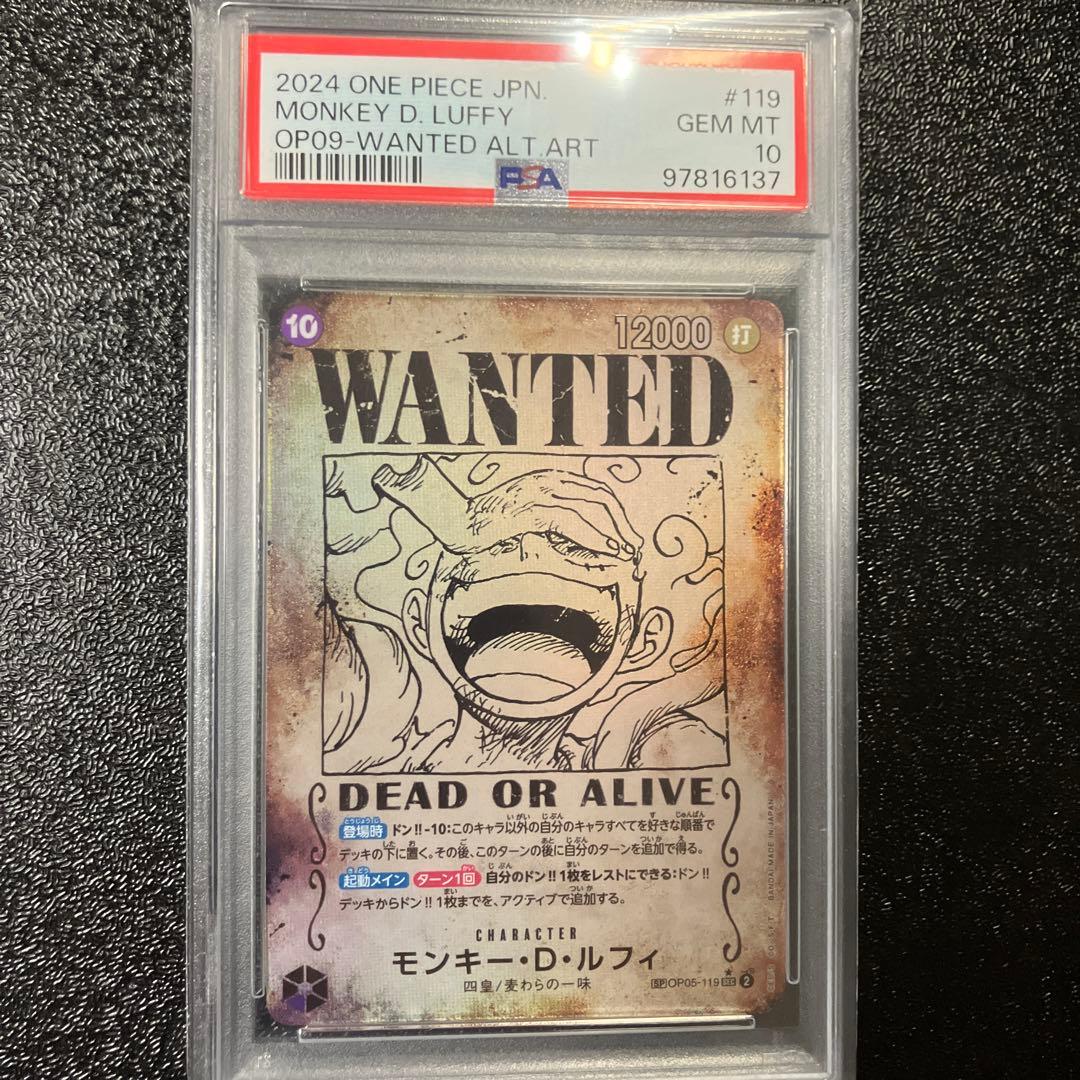 2024 ONE PIECE JPN.
#119
MONKEY D. LUFFY
GEM MT
OP09-WANTED ALT.ART
10
PSA
97816137
10
12000
打
WANTED
DEAD OR ALIVE
登場時 ドン!!-10:このキャラ以外の自分のキャラすべてを好きな順番で
デッキの下に置く。その後、このターンの後に自分のターンを追加で得る。
起動メイン ターン1回 自分のドン!!1枚をレストにできる:ドン!!
デッキからドン!!1枚までを、アクティブで追加する。
CHARACTER
モンキー・D・ルフィ
四皇/麦わらの一味
SP OP05-119 SEC 2
BANDAI MADE IN JAPAN